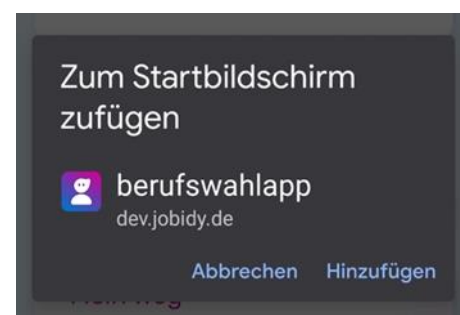 Zum Startbildschirm
zufügen
berufswahlapp
dev.jobidy.de
Abbrechen Hinzufügen